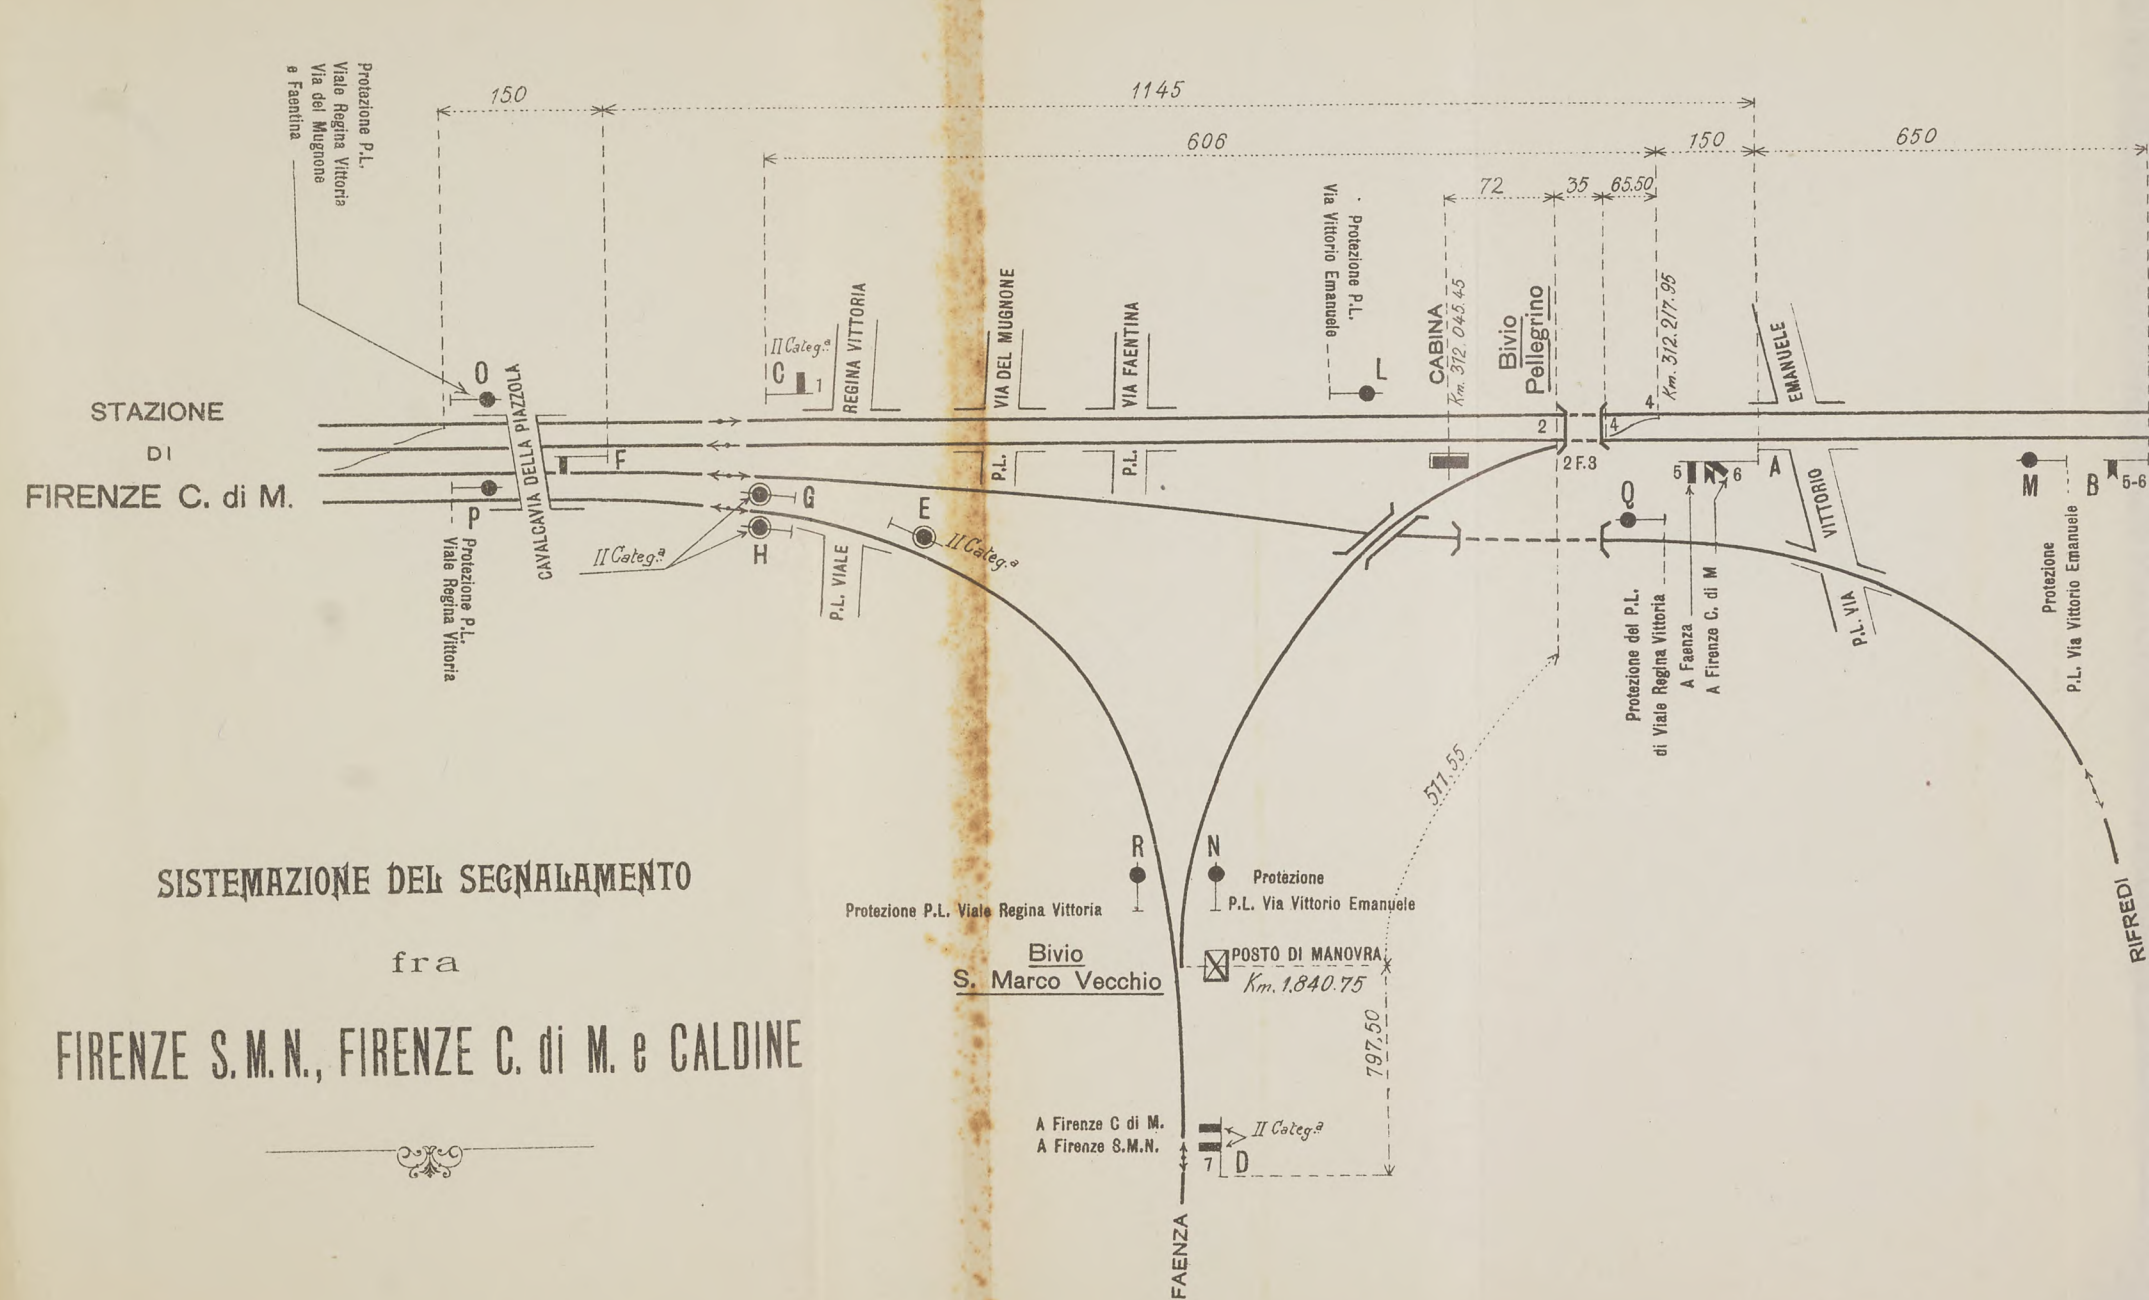 Protezione P.L.
Viale Regina Vittoria
Via del Mugnone
e Faentina
150
1145
606
150
650
72
35
65.50
Protezione P.L.
Via Vittorio Emanuele
CABINA
Km. 312.045.45
Bivio
Pellegrino
Km. 312.217.95
II Categ.ª
C
1
REGINA VITTORIA
VIA DEL MUGNONE
VIA FAENTINA
L
EMANUELE
O
STAZIONE
DI
FIRENZE C. di M.
CAVALCAVIA DELLA PIAZZOLA
F
P.L.
P.L.
2
4
4
2 F.3
5
6
A
M
B
5-6
P
G
H
E
II Categ.ª
II Categ.ª
P.L. VIALE
Q
VITTORIO
P.L. VIA
Protezione P.L.
Viale Regina Vittoria
Protezione del P.L.
di Viale Regina Vittoria
A Faenza
A Firenze C. di M
Protezione
P.L. Via Vittorio Emanuele
511.55
RIFREDI
SISTEMAZIONE DEL SEGNALAMENTO
fra
FIRENZE S.M.N., FIRENZE C. di M. e CALDINE
R
N
Protezione P.L. Viale Regina Vittoria
Protezione
P.L. Via Vittorio Emanuele
Bivio
S. Marco Vecchio
POSTO DI MANOVRA
Km. 1.840.75
797,50
A Firenze C di M.
A Firenze S.M.N.
II Categ.ª
7
D
FAENZA